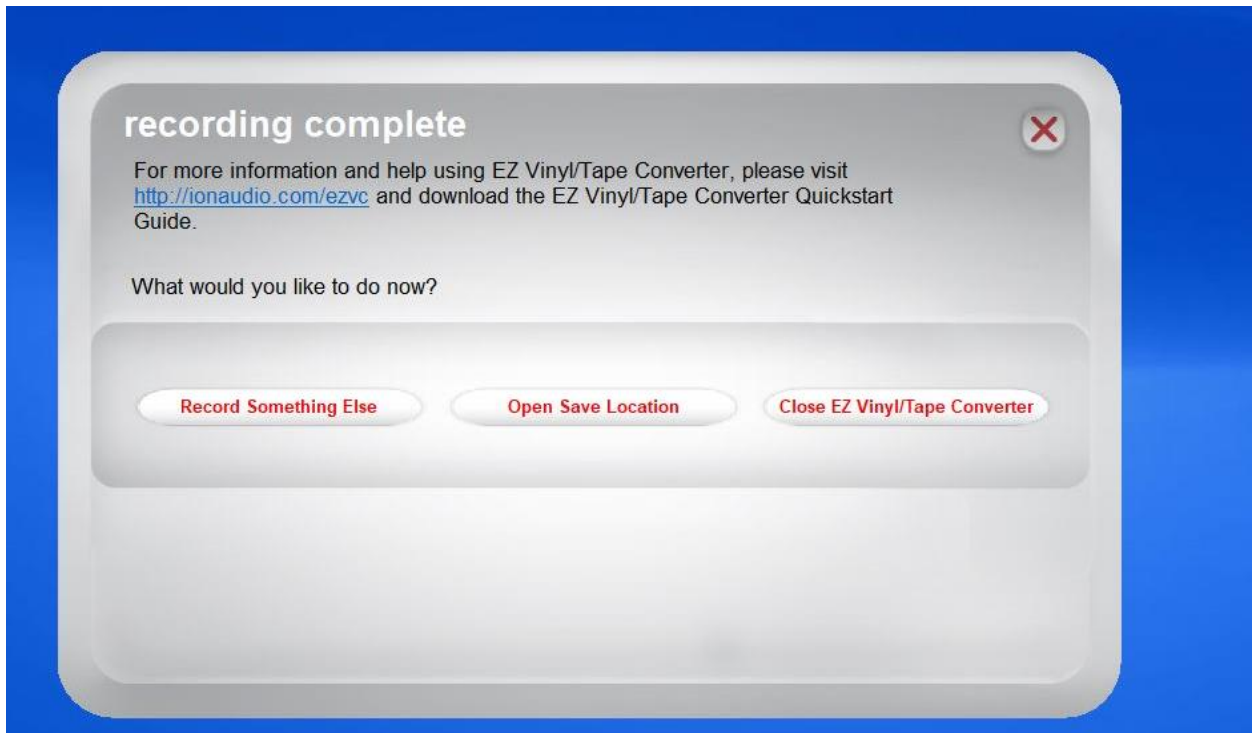 recording complete
For more information and help using EZ Vinyl/Tape Converter, please visit
http://ionaudio.com/ezvc and download the EZ Vinyl/Tape Converter Quickstart
Guide.
What would you like to do now?
Record Something Else
Open Save Location
Close EZ Vinyl/Tape Converter